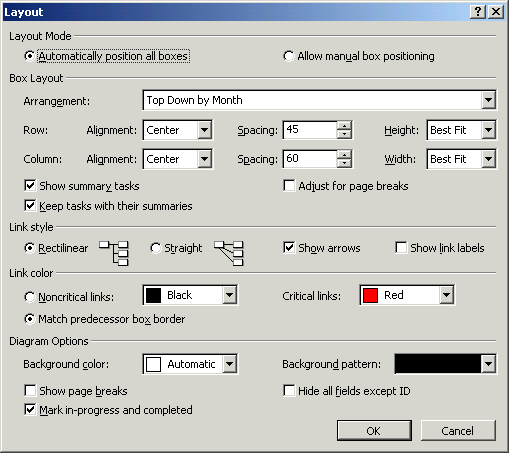 Layout
Layout Mode
Automatically position all boxes Allow manual box positioning
Box Layout
Arrangement: Top Down by Month
Row: Alignment: Center Spacing: 45 Height: Best Fit
Column: Alignment: Center Spacing: 60 Width: Best Fit
Show summary tasks Adjust for page breaks
Keep tasks with their summaries
Link style
Rectilinear Straight Show arrows Show link labels
Link color
Noncritical links: Black Critical links: Red
Match predecessor box border
Diagram Options
Background color: Automatic Background pattern:
Show page breaks Hide all fields except ID
Mark in-progress and completed
OK Cancel